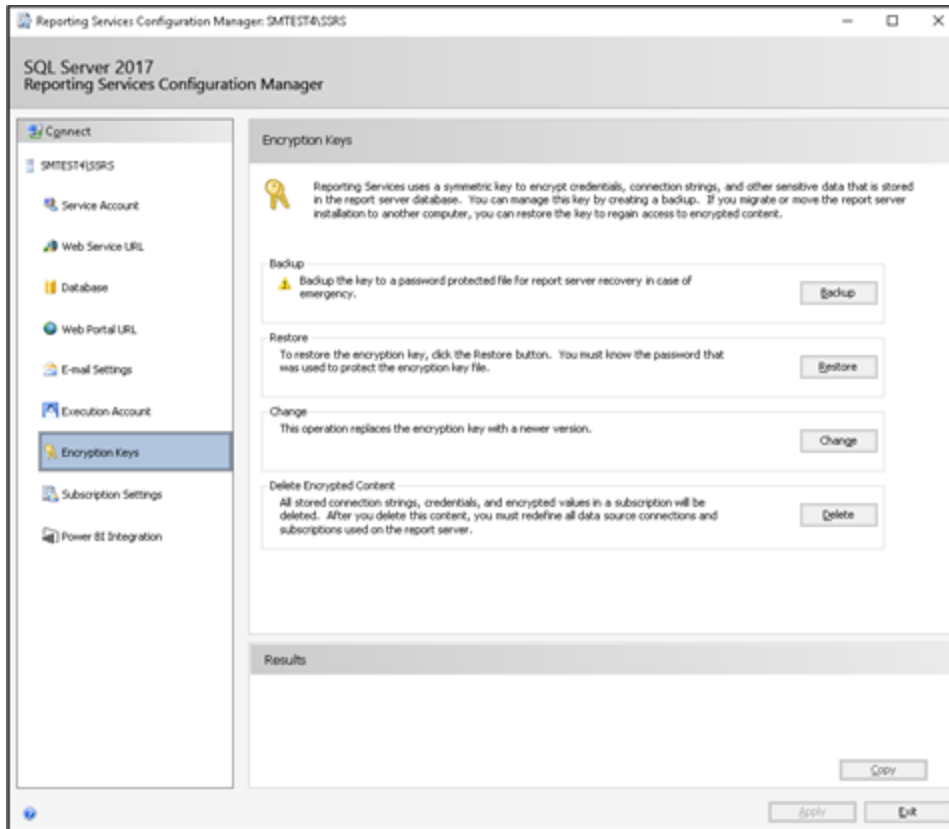 Reporting Services Configuration Manager: SMTEST4\SSRS
SQL Server 2017
Reporting Services Configuration Manager
Connect
SMTEST4\SSRS
Service Account
Web Service URL
Database
Web Portal URL
E-mail Settings
Execution Account
Encryption Keys
Subscription Settings
Power BI Integration
Encryption Keys
Reporting Services uses a symmetric key to encrypt credentials, connection strings, and other sensitive data that is stored
in the report server database.  You can manage this key by creating a backup.  If you migrate or move the report server
installation to another computer, you can restore the key to regain access to encrypted content.
Backup
Backup the key to a password protected file for report server recovery in case of
emergency.
Backup
Restore
To restore the encryption key, click the Restore button.  You must know the password that
was used to protect the encryption key file.
Restore
Change
This operation replaces the encryption key with a newer version.
Change
Delete Encrypted Content
All stored connection strings, credentials, and encrypted values in a subscription will be
deleted.  After you delete this content, you must redefine all data source connections and
subscriptions used on the report server.
Delete
Results
Copy
Apply
Exit